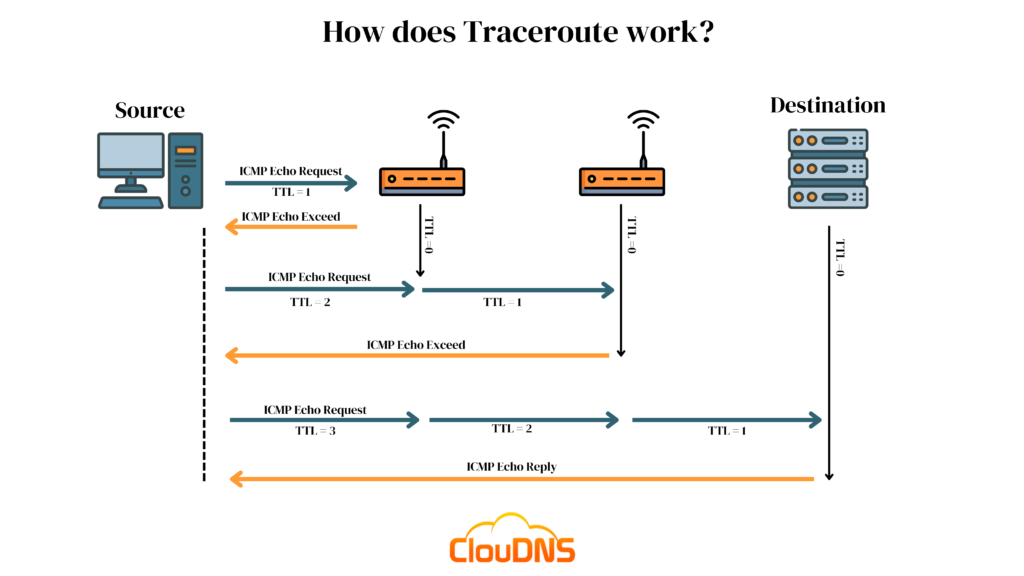 How does Traceroute work?
Source
Destination
ICMP Echo Request
TTL = 1
ICMP Echo Exceed
TTL =0
TTL =0
TTL =0
ICMP Echo Request
TTL = 2
TTL = 1
ICMP Echo Exceed
ICMP Echo Request
TTL = 3
TTL = 2
TTL = 1
ICMP Echo Reply
ClouDNS